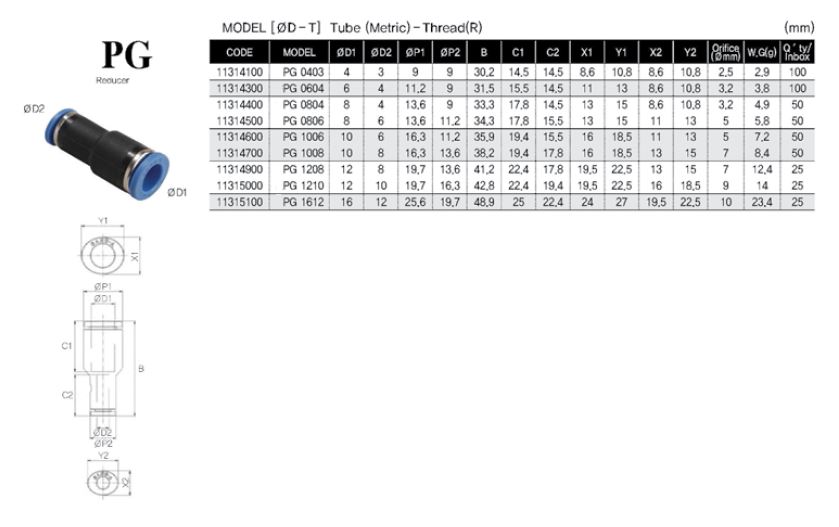 MODEL [ØD-T] Tube (Metric)-Thread(R) (mm)
PG
Reducer
ØD2
ØD1
CODE MODEL ØD1 ØD2 ØP1 ØP2 B C1 C2 X1 Y1 X2 Y2 Orifice (Ømm) W.G(g) Q'ty/Inbox
11314100 PG 0403 4 3 9 9 30,2 14,5 14,5 8,6 10,8 8,6 10,8 2,5 2,9 100
11314300 PG 0604 6 4 11,2 9 31,5 15,5 14,5 11 13 8,6 10,8 3,2 3,8 100
11314400 PG 0804 8 4 13,6 9 33,3 17,8 14,5 13 15 8,6 10,8 3,2 4,9 50
11314500 PG 0806 8 6 13,6 11,2 34,3 17,8 15,5 13 15 11 13 5 5,8 50
11314600 PG 1006 10 6 16,3 11,2 35,9 19,4 15,5 16 18,5 11 13 5 7,2 50
11314700 PG 1008 10 8 16,3 13,6 38,2 19,4 17,8 16 18,5 13 15 7 8,4 50
11314900 PG 1208 12 8 19,7 13,6 41,2 22,4 17,8 19,5 22,5 13 15 7 12,4 25
11315000 PG 1210 12 10 19,7 16,3 42,8 22,4 19,4 19,5 22,5 16 18,5 9 14 25
11315100 PG 1612 16 12 25,6 19,7 48,9 25 22,4 24 27 19,5 22,5 10 23,4 25
Y1
X1
ØP1
ØD1
C1
B
C2
ØD2
ØP2
Y2
X2